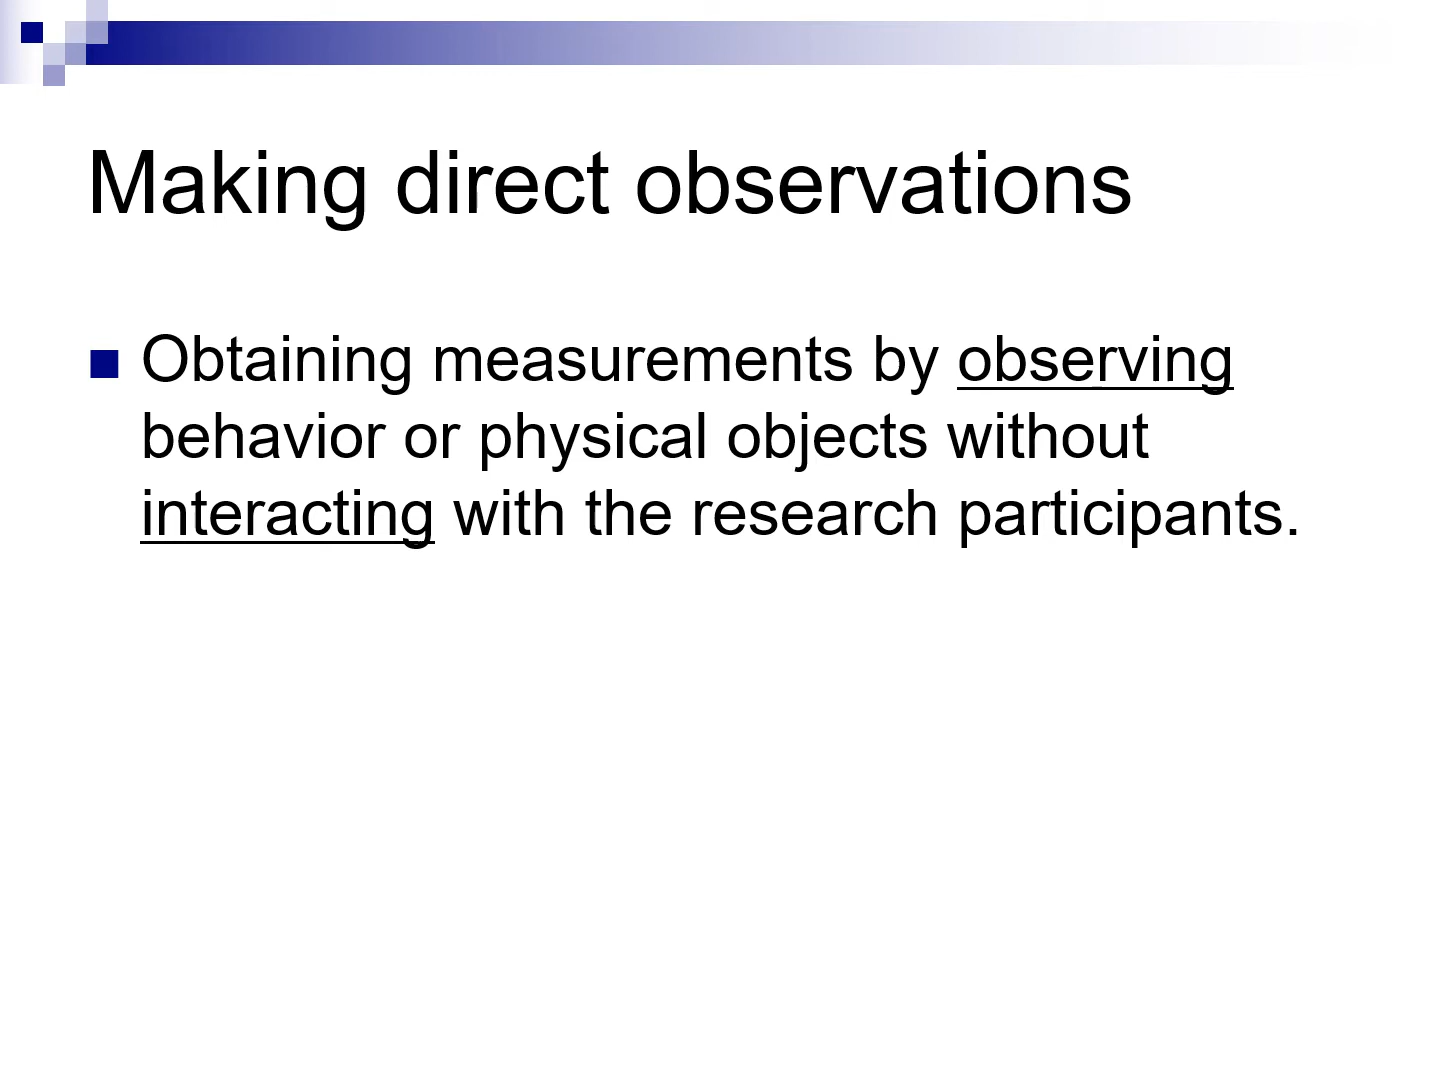 Making direct observations
Obtaining measurements by observing
behavior or physical objects without
interacting with the research participants.